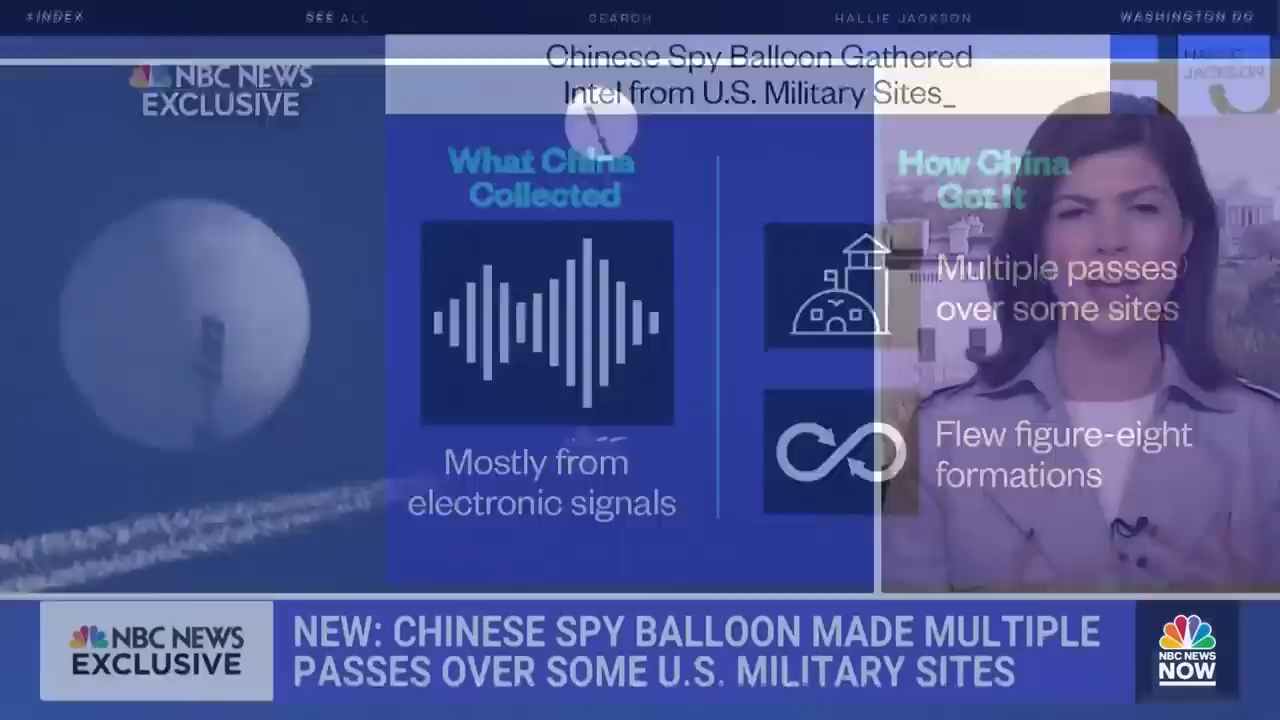 #INDEX
SEE ALL
SEARCH
HALLIE JACKSON
WASHINGTON DC
NBC NEWS
EXCLUSIVE
Chinese Spy Balloon Gathered
Intel from U.S. Military Sites_
HALLIE
JACKSON
What China
Collected
Mostly from
electronic signals
How China
Got It
Multiple passes
over some sites
Flew figure-eight
formations
NBC NEWS
EXCLUSIVE
NEW: CHINESE SPY BALLOON MADE MULTIPLE
PASSES OVER SOME U.S. MILITARY SITES
NBC NEWS
NOW